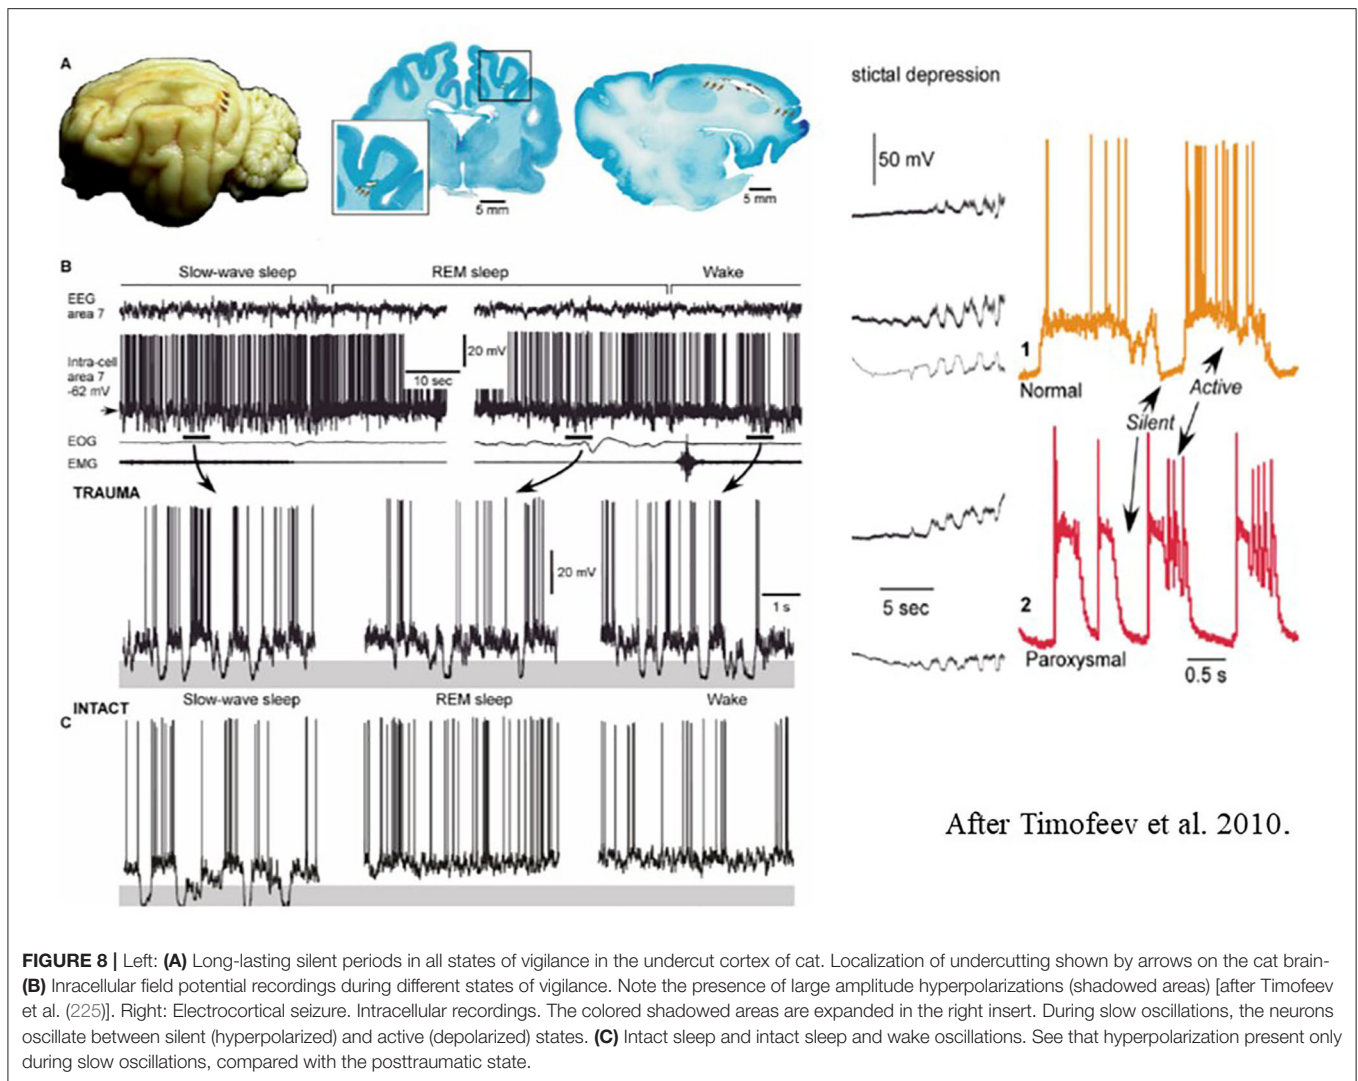 A
5 mm
5 mm
B
Slow-wave sleep
REM sleep
Wake
EEG
area 7
20 mV
Intra-cell
area 7
-62 mV
10 sec
EOG
EMG
TRAUMA
20 mV
1 s
Slow-wave sleep
REM sleep
Wake
INTACT
C
stictal depression
50 mV
1
Normal
Active
Silent
5 sec
2
Paroxysmal
0.5 s
After Timofeev et al. 2010.
FIGURE 8 | Left: (A) Long-lasting silent periods in all states of vigilance in the undercut cortex of cat. Localization of undercutting shown by arrows on the cat brain-
(B) Inracellular field potential recordings during different states of vigilance. Note the presence of large amplitude hyperpolarizations (shadowed areas) [after Timofeev
et al. (225)]. Right: Electrocortical seizure. Intracellular recordings. The colored shadowed areas are expanded in the right insert. During slow oscillations, the neurons
oscillate between silent (hyperpolarized) and active (depolarized) states. (C) Intact sleep and intact sleep and wake oscillations. See that hyperpolarization present only
during slow oscillations, compared with the posttraumatic state.